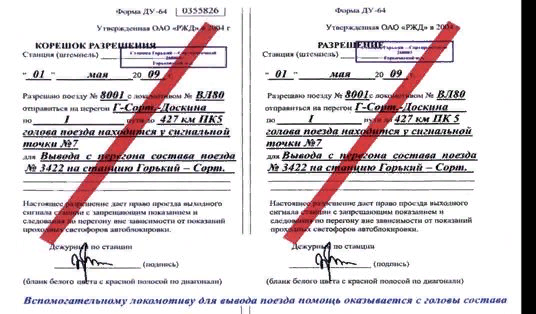 Форма ДУ-64 0355826
Утвержденная ОАО «РЖД» в 2004 г
КОРЕШОК РАЗРЕШЕНИЯ
Станция (штемпель) Станция Горький – Сортировочный
"01" мая 2009 г.
Разрешаю поезду № 8001 с локомотивом № ВЛ80
отправиться на перегон Г-Сорт.-Доскина
по I пути до 427 км ПК5
голова поезда находится у сигнальной
точки №7
для Вывода с перегона состава поезда
№ 3422 на станцию Горький – Сорт.
Настоящее разрешение дает право проезда выходного
сигнала станции с запрещающим показанием и
следования по перегону вне зависимости от показаний
проходных светофоров автоблокировки.
Дежурный по станции
(подпись)
(бланк белого цвета с красной полосой по диагонали)
Форма ДУ-64
Утвержденная ОАО «РЖД» в 2004 г
РАЗРЕШЕНИЕ
Станция (штемпель) Станция Горький – Сортировочный
"01" мая 2009 г.
Разрешаю поезду № 8001 с локомотивом № ВЛ80
отправиться на перегон Г-Сорт.-Доскина
по I пути до 427 км ПК 5
голова поезда находится у сигнальной
точки №7
для Вывода с перегона состава поезда
№ 3422 на станцию Горький – Сорт.
Настоящее разрешение дает право проезда выходного
сигнала станции с запрещающим показанием и
следования по перегону вне зависимости от показаний
проходных светофоров автоблокировки.
Дежурный по станции
(подпись)
(бланк белого цвета с красной полосой по диагонали)
Вспомогательному локомотиву для вывода поезда помощь оказывается с головы состава